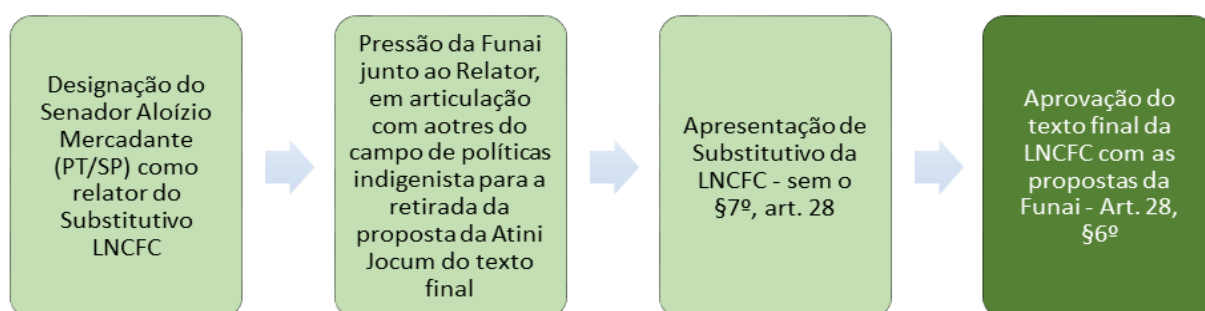 Designação do
Senador Aloízio
Mercadante
(PT/SP) como
relator do
Substitutivo
LNCFC
Pressão da Funai
junto ao Relator,
em articulação
com aotres do
campo de políticas
indigenista para a
retirada da
proposta da Atini
Jocum do texto
final
Apresentação de
Substitutivo da
LNCFC - sem o
§7º, art. 28
Aprovação do
texto final da
LNCFC com as
propostas da
Funai - Art. 28,
§6º